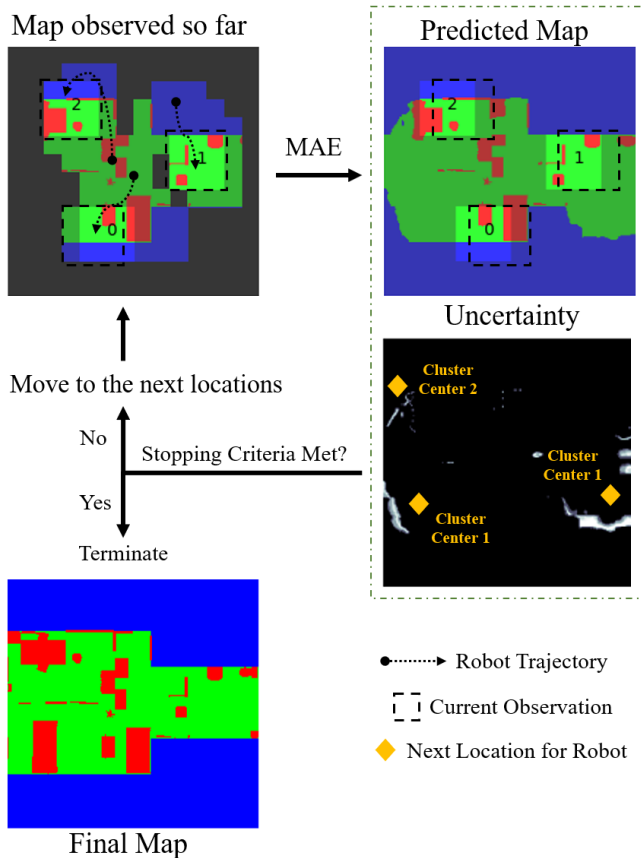 Map observed so far
2
1
0
MAE
Predicted Map
2
1
0
Uncertainty
Cluster
Center 2
Cluster
Center 1
Cluster
Center 1
Move to the next locations
No
Stopping Criteria Met?
Yes
Terminate
Final Map
Robot Trajectory
Current Observation
Next Location for Robot